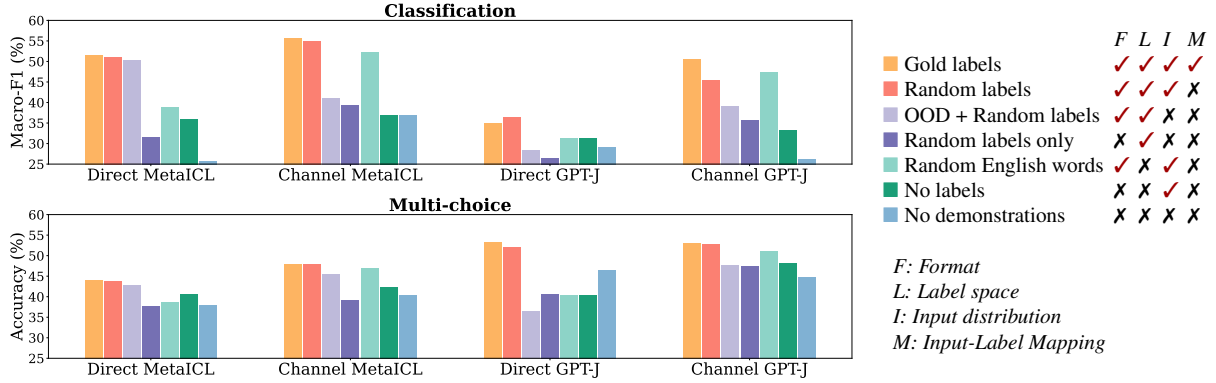 Classification
Macro-F1 (%)
60
55
50
45
40
35
30
25
Direct MetaICL Channel MetaICL Direct GPT-J Channel GPT-J
Multi-choice
Accuracy (%)
60
55
50
45
40
35
30
25
Direct MetaICL Channel MetaICL Direct GPT-J Channel GPT-J
F L I M
Gold labels ✓ ✓ ✓ ✓
Random labels ✓ ✓ ✓ ✗
OOD + Random labels ✓ ✓ ✗ ✗
Random labels only ✗ ✓ ✗ ✗
Random English words ✓ ✗ ✓ ✗
No labels ✗ ✗ ✓ ✗
No demonstrations ✗ ✗ ✗ ✗
F: Format
L: Label space
I: Input distribution
M: Input-Label Mapping